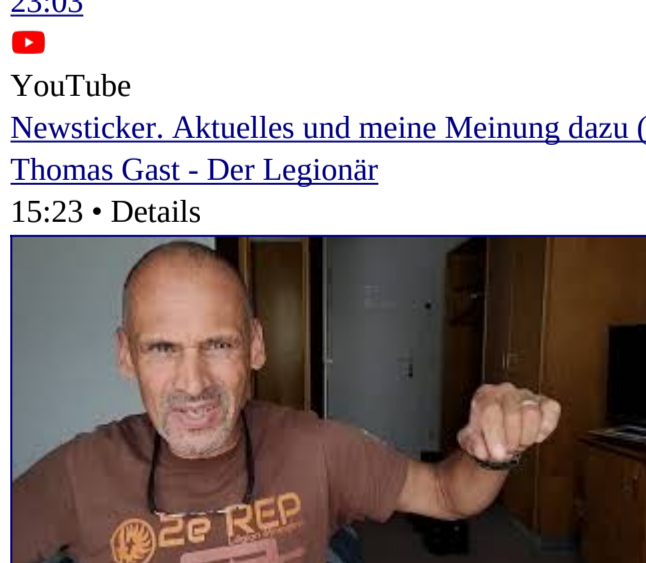 23:03
YouTube
Newsticker. Aktuelles und meine Meinung dazu (
Thomas Gast - Der Legionär
15:23 • Details
2e REP